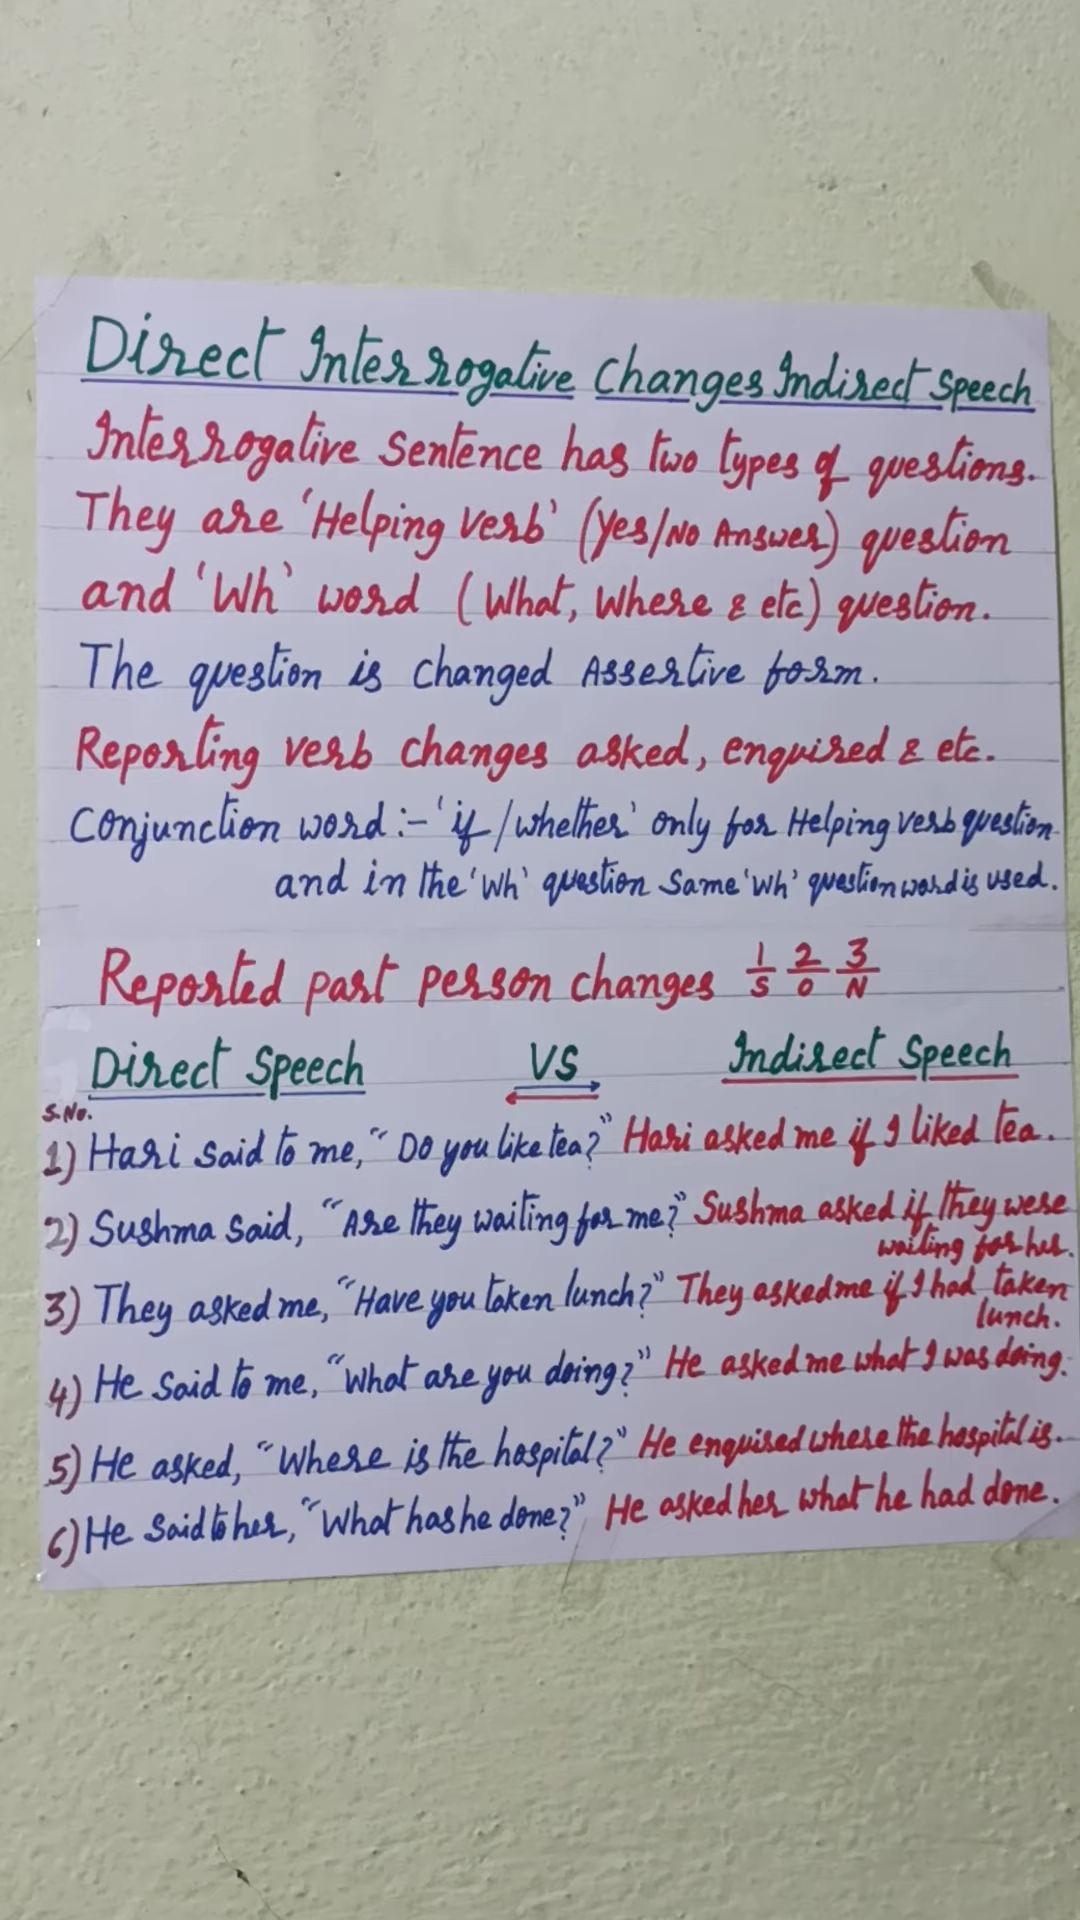 Direct Interrogative Changes Indirect Speech
Interrogative Sentence has two types of questions.
They are 'Helping Verb' (Yes/No Answer) question
and 'Wh' word (What, Where & etc) question.
The question is changed Assertive form.
Reporting verb changes asked, enquired & etc.
Conjunction word :- 'if/whether' only for Helping verb question
and in the 'Wh' question same 'Wh' question word is used.
Reported part person changes 1/S 2/O 3/N
Direct Speech VS Indirect Speech
S.No.
1) Hari said to me, "Do you like tea?" Hari asked me if I liked tea.
2) Sushma said, "Are they waiting for me?" Sushma asked if they were
waiting for her.
3) They asked me, "Have you taken lunch?" They asked me if I had taken
lunch.
4) He said to me, "What are you doing?" He asked me what I was doing.
5) He asked, "Where is the hospital?" He enquired where the hospital is.
6) He said to her, "What has he done?" He asked her what he had done.